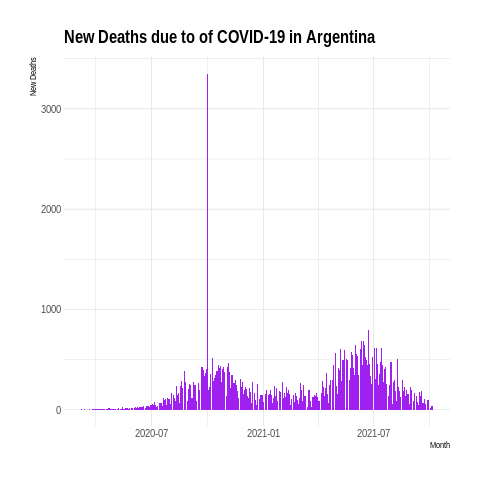 New Deaths due to of COVID-19 in Argentina
New Deaths
3000
2000
1000
0
2020-07
2021-01
2021-07
Month